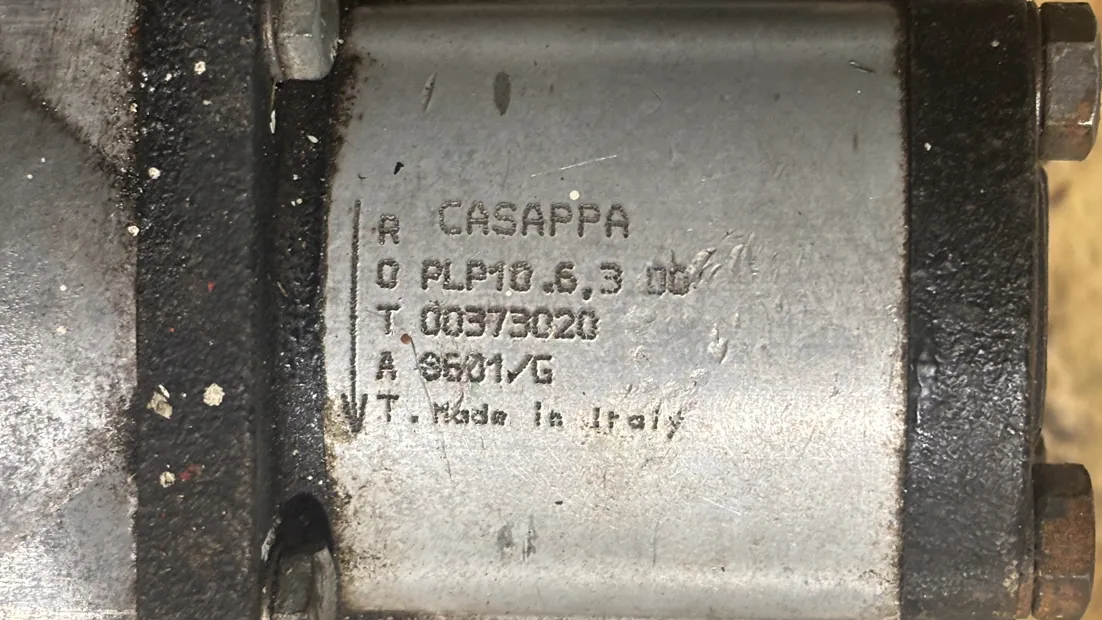 R CASAPPA
O PLP10.6,3
T 00373020
A 9601/G
T. Made in Italy